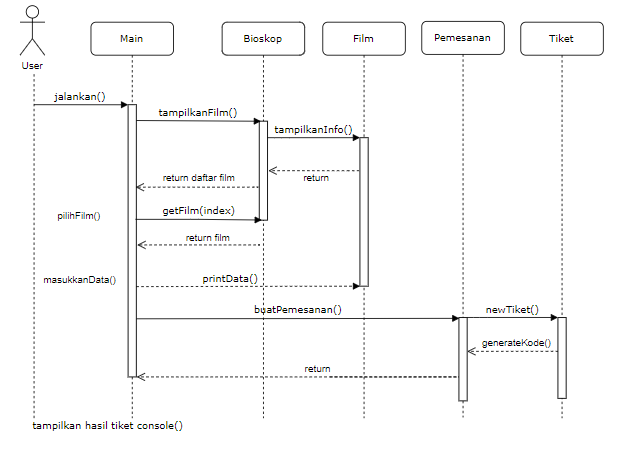 User
Main
Bioskop
Film
Pemesanan
Tiket
jalankan()
tampilkanFilm()
tampilkanInfo()
return
return daftar film
getFilm(index)
pilihFilm()
return film
masukkanData()
printData()
buatPemesanan()
newTiket()
generateKode()
return
tampilkan hasil tiket console()